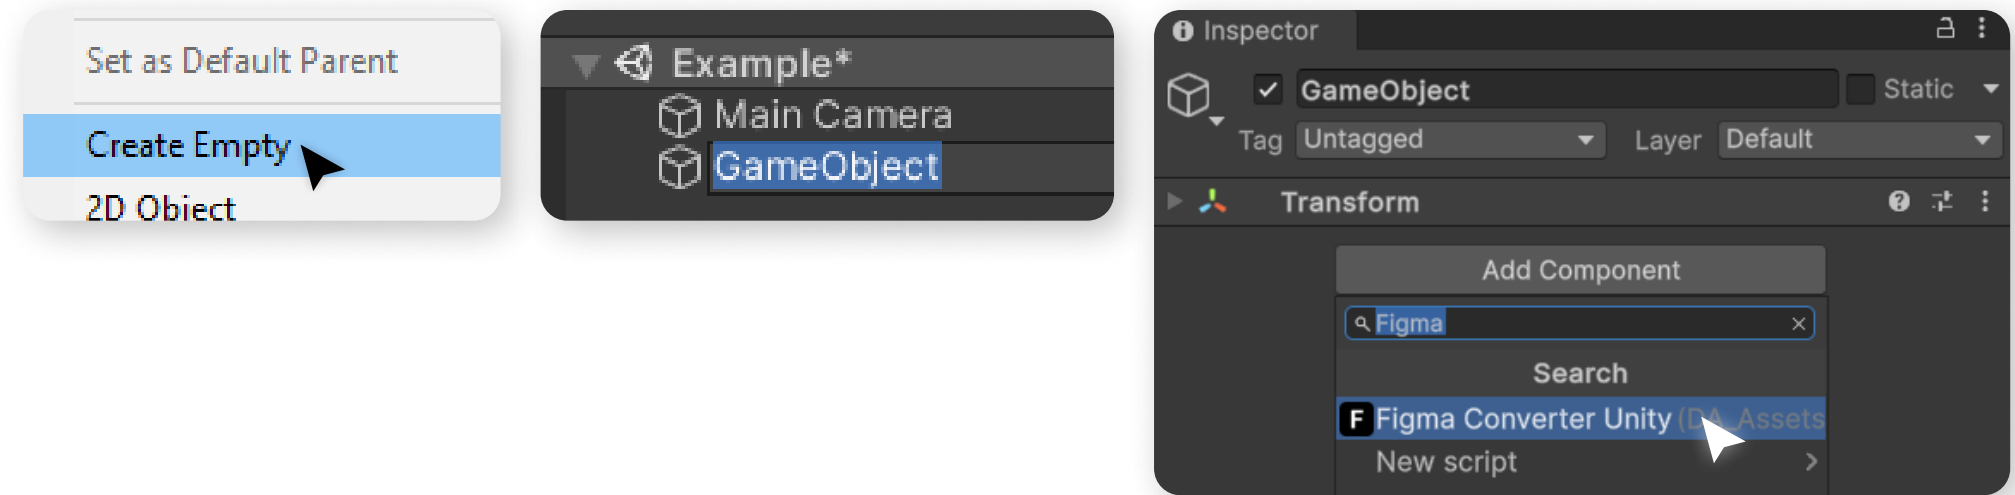 Set as Default Parent
Create Empty
2D Object
Example*
Main Camera
GameObject
Inspector
GameObject
Static
Tag Untagged Layer Default
Transform
Add Component
Figma
Search
F Figma Converter Unity (DA_Assets
New script